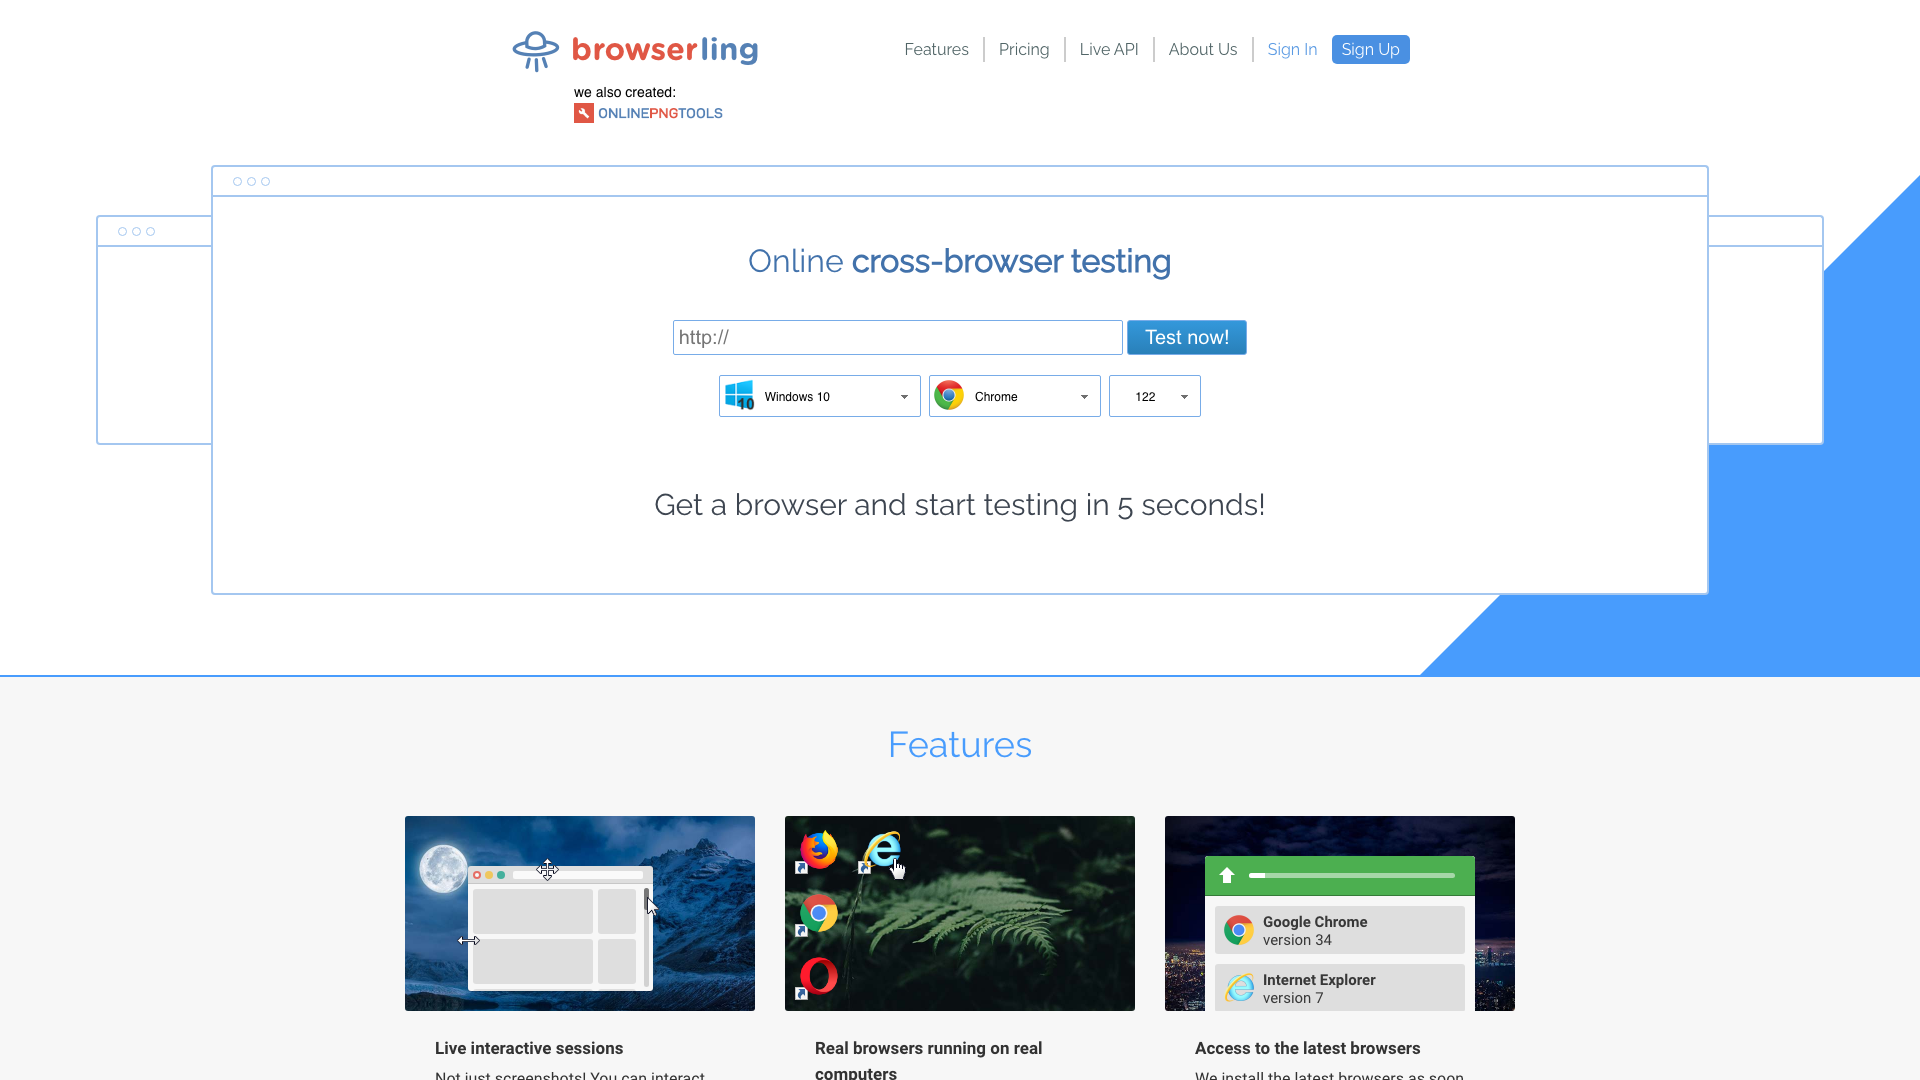 browserling
Features
Pricing
Live API
About Us
Sign In
Sign Up
we also created:
ONLINEPNGTOOLS
Online cross-browser testing
http://
Test now!
10
Windows 10
Chrome
122
Get a browser and start testing in 5 seconds!
Features
Google Chrome
version 34
Internet Explorer
version 7
Live interactive sessions
Not just screenshots! You can interact
Real browsers running on real
computers
Access to the latest browsers
We install the latest browsers as soon